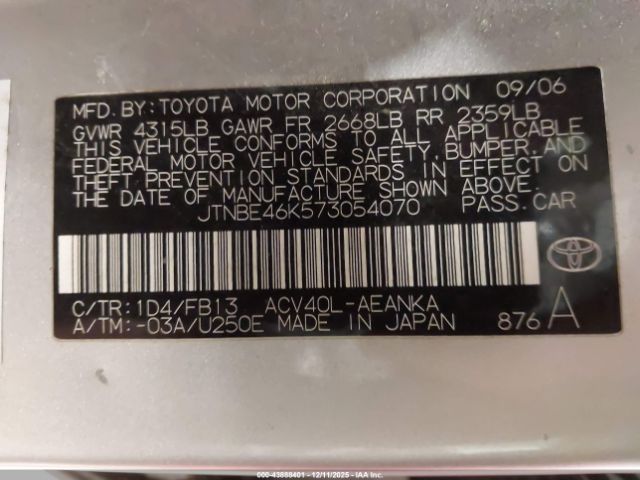 MFD. BY: TOYOTA MOTOR CORPORATION 09/06
GVWR 4315LB GAWR FR 2668LB RR 2359LB
THIS VEHICLE CONFORMS TO ALL APPLICABLE
FEDERAL MOTOR VEHICLE SAFETY, BUMPER, AND
THEFT PREVENTION STANDARDS IN EFFECT ON
THE DATE OF MANUFACTURE SHOWN ABOVE.
JTNBE46K573054070 PASS. CAR
C/TR: 1D4/FB13 ACV40L-AEANKA
A/TM: -03A/U250E MADE IN JAPAN 876 A
000-43888401 - 12/11/2025 - IAA Inc.